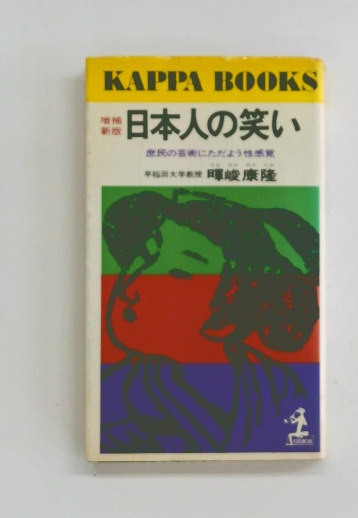 KAPPA BOOKS
増補
新版
日本人の笑い
庶民の芸術にただよう性感覚
早稲田大学教授 暉峻康隆